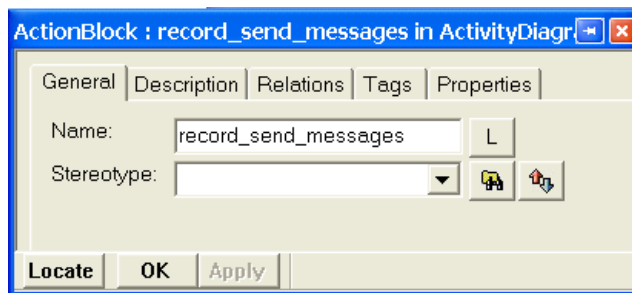 ActionBlock : record_send_messages in ActivityDiagr
General Description Relations Tags Properties
Name: record_send_messages L
Stereotype:
Locate OK Apply